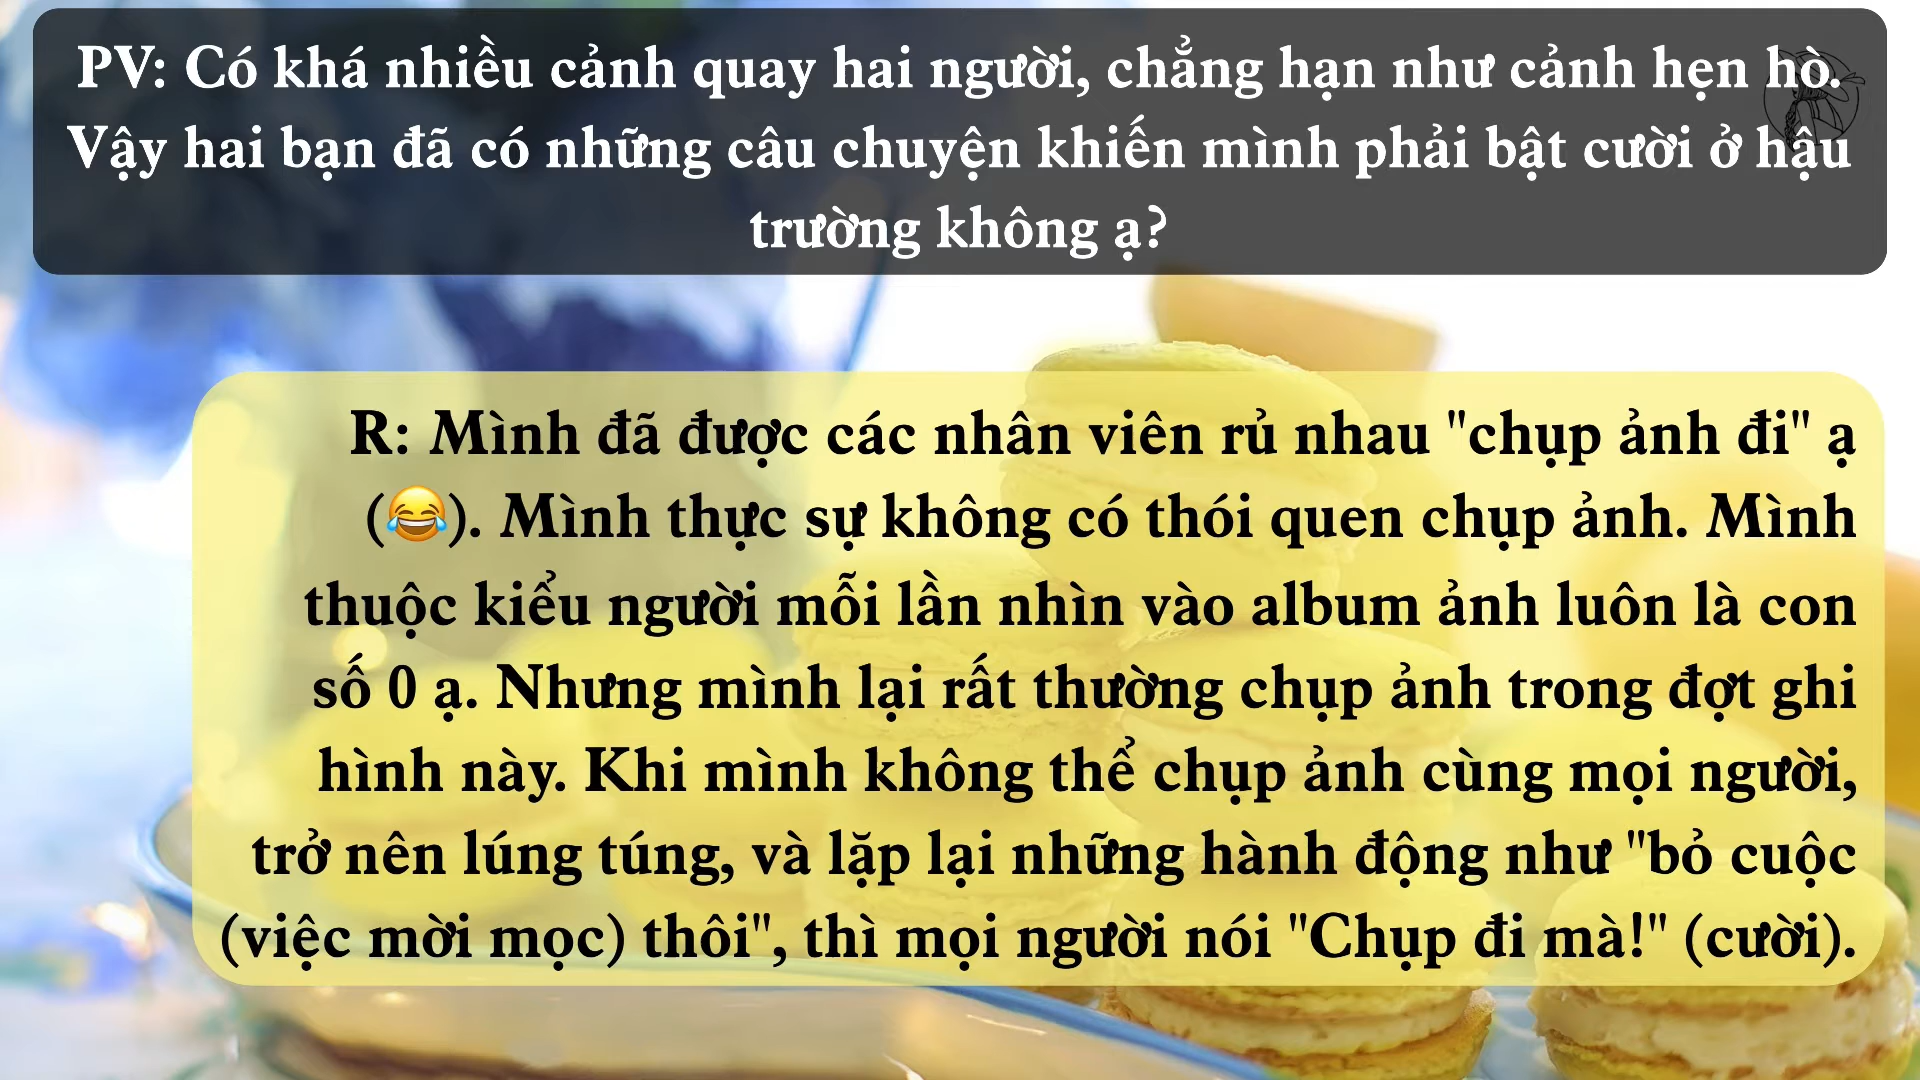 PV: Có khá nhiều cảnh quay hai người, chẳng hạn như cảnh hẹn hò.
Vậy hai bạn đã có những câu chuyện khiến mình phải bật cười ở hậu
trường không ạ?
R: Mình đã được các nhân viên rủ nhau "chụp ảnh đi" ạ
(😂). Mình thực sự không có thói quen chụp ảnh. Mình
thuộc kiểu người mỗi lần nhìn vào album ảnh luôn là con
số 0 ạ. Nhưng mình lại rất thường chụp ảnh trong đợt ghi
hình này. Khi mình không thể chụp ảnh cùng mọi người,
trở nên lúng túng, và lặp lại những hành động như "bỏ cuộc
(việc mời mọc) thôi", thì mọi người nói "Chụp đi mà!" (cười).